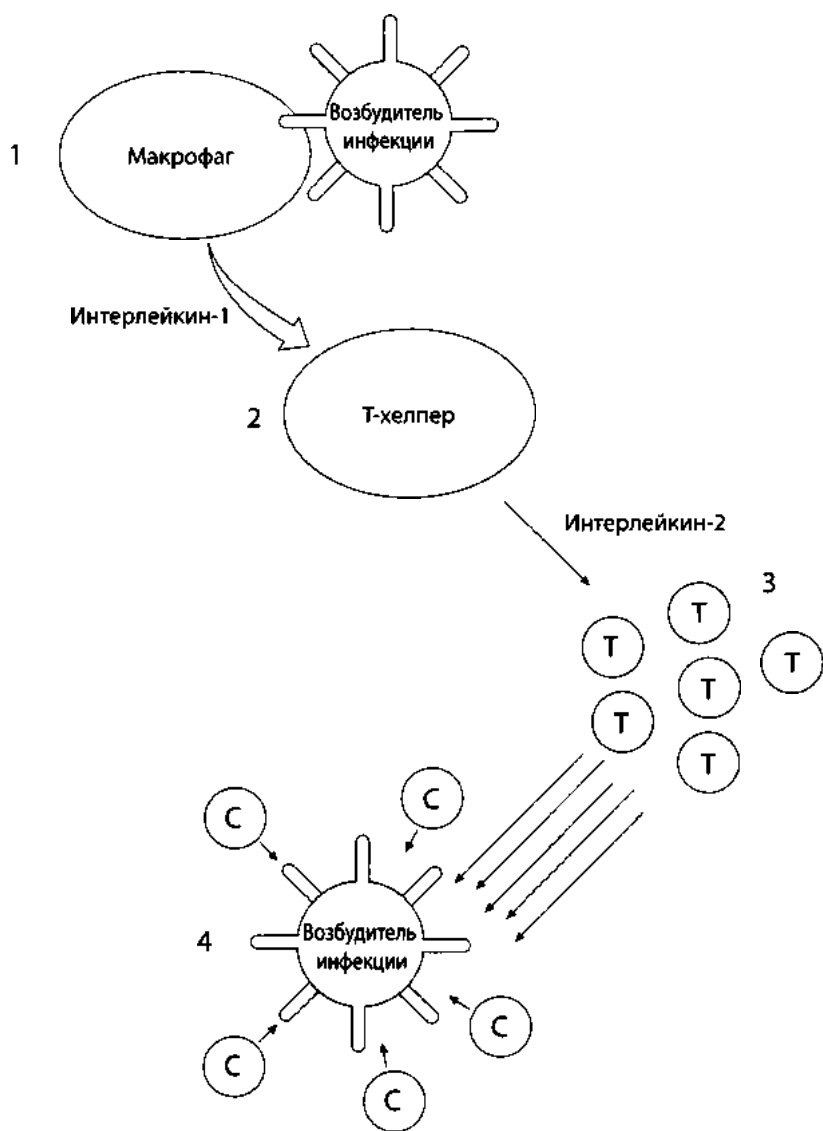 Возбудитель
инфекции
1
Макрофаг
Интерлейкин-1
2
Т-хелпер
Интерлейкин-2
3
Т
Т
Т
Т
Т
Т
С
С
4
Возбудитель
инфекции
С
С
С